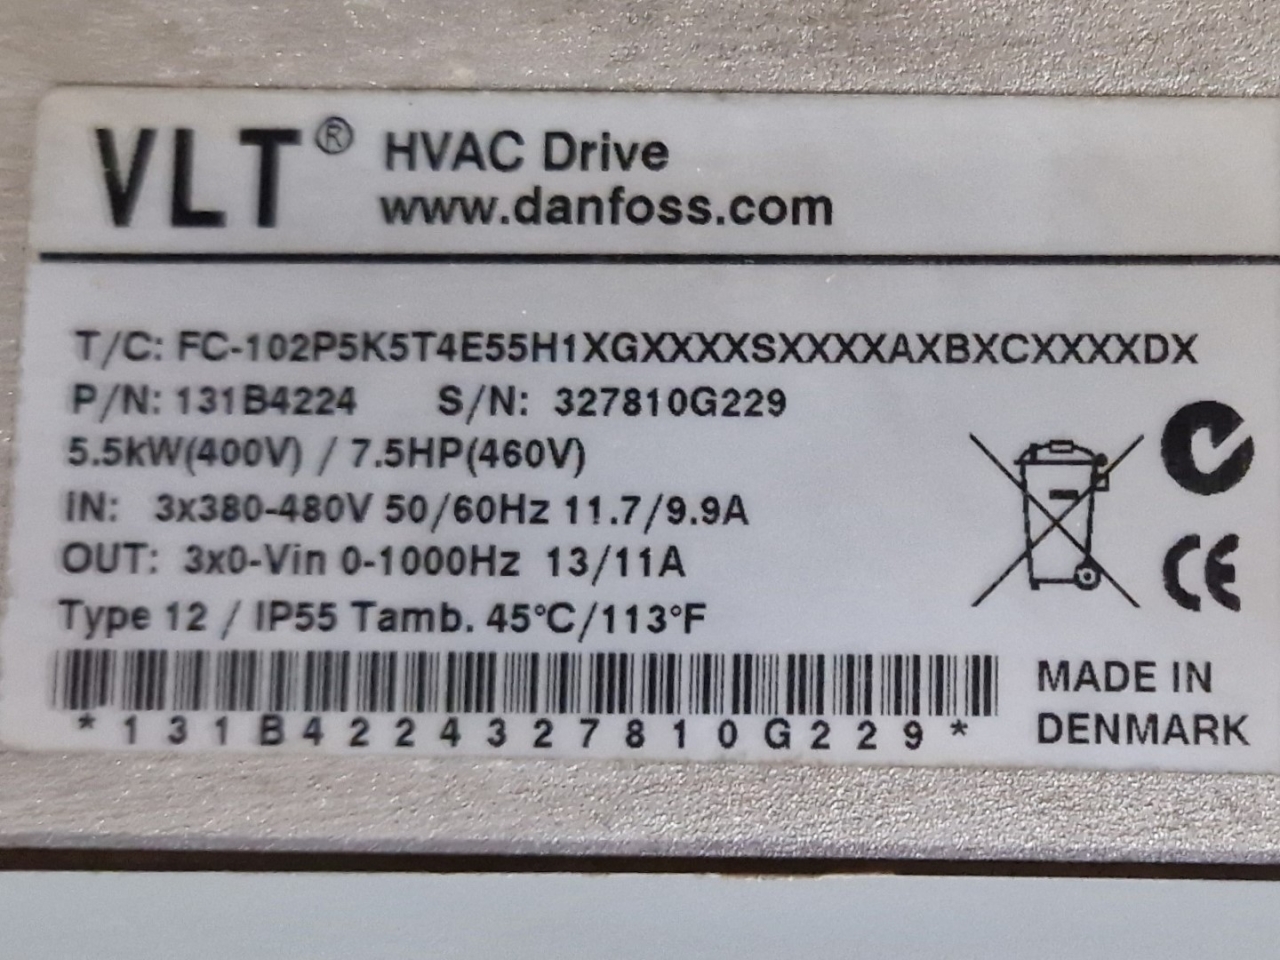 VLT® HVAC Drive
www.danfoss.com
T/C: FC-102P5K5T4E55H1XGXXXXSXXXXAXBXCXXXXDX
P/N: 131B4224 S/N: 327810G229
5.5kW(400V) / 7.5HP(460V)
IN: 3x380-480V 50/60Hz 11.7/9.9A
OUT: 3x0-Vin 0-1000Hz 13/11A
Type 12 / IP55 Tamb. 45°C/113°F
*131B4224327810G229*
CE
MADE IN
DENMARK